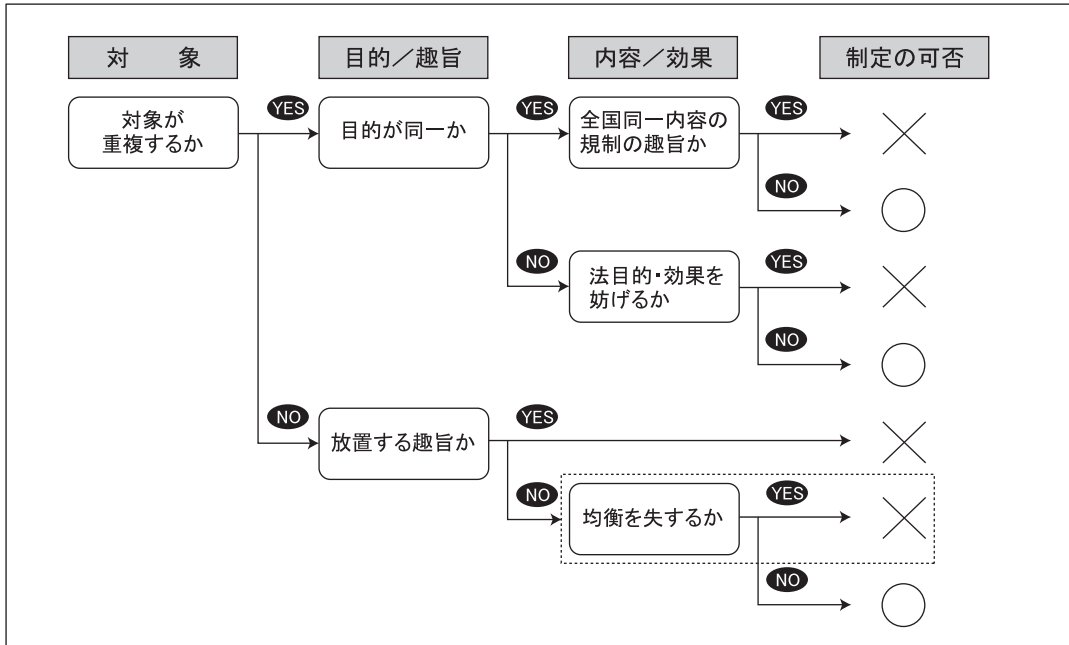 対　象
目的／趣旨
内容／効果
制定の可否
対象が
重複するか
YES
目的が同一か
YES
全国同一内容の
規制の趣旨か
YES
NO
NO
法目的・効果を
妨げるか
YES
NO
NO
放置する趣旨か
YES
NO
均衡を失するか
YES
NO